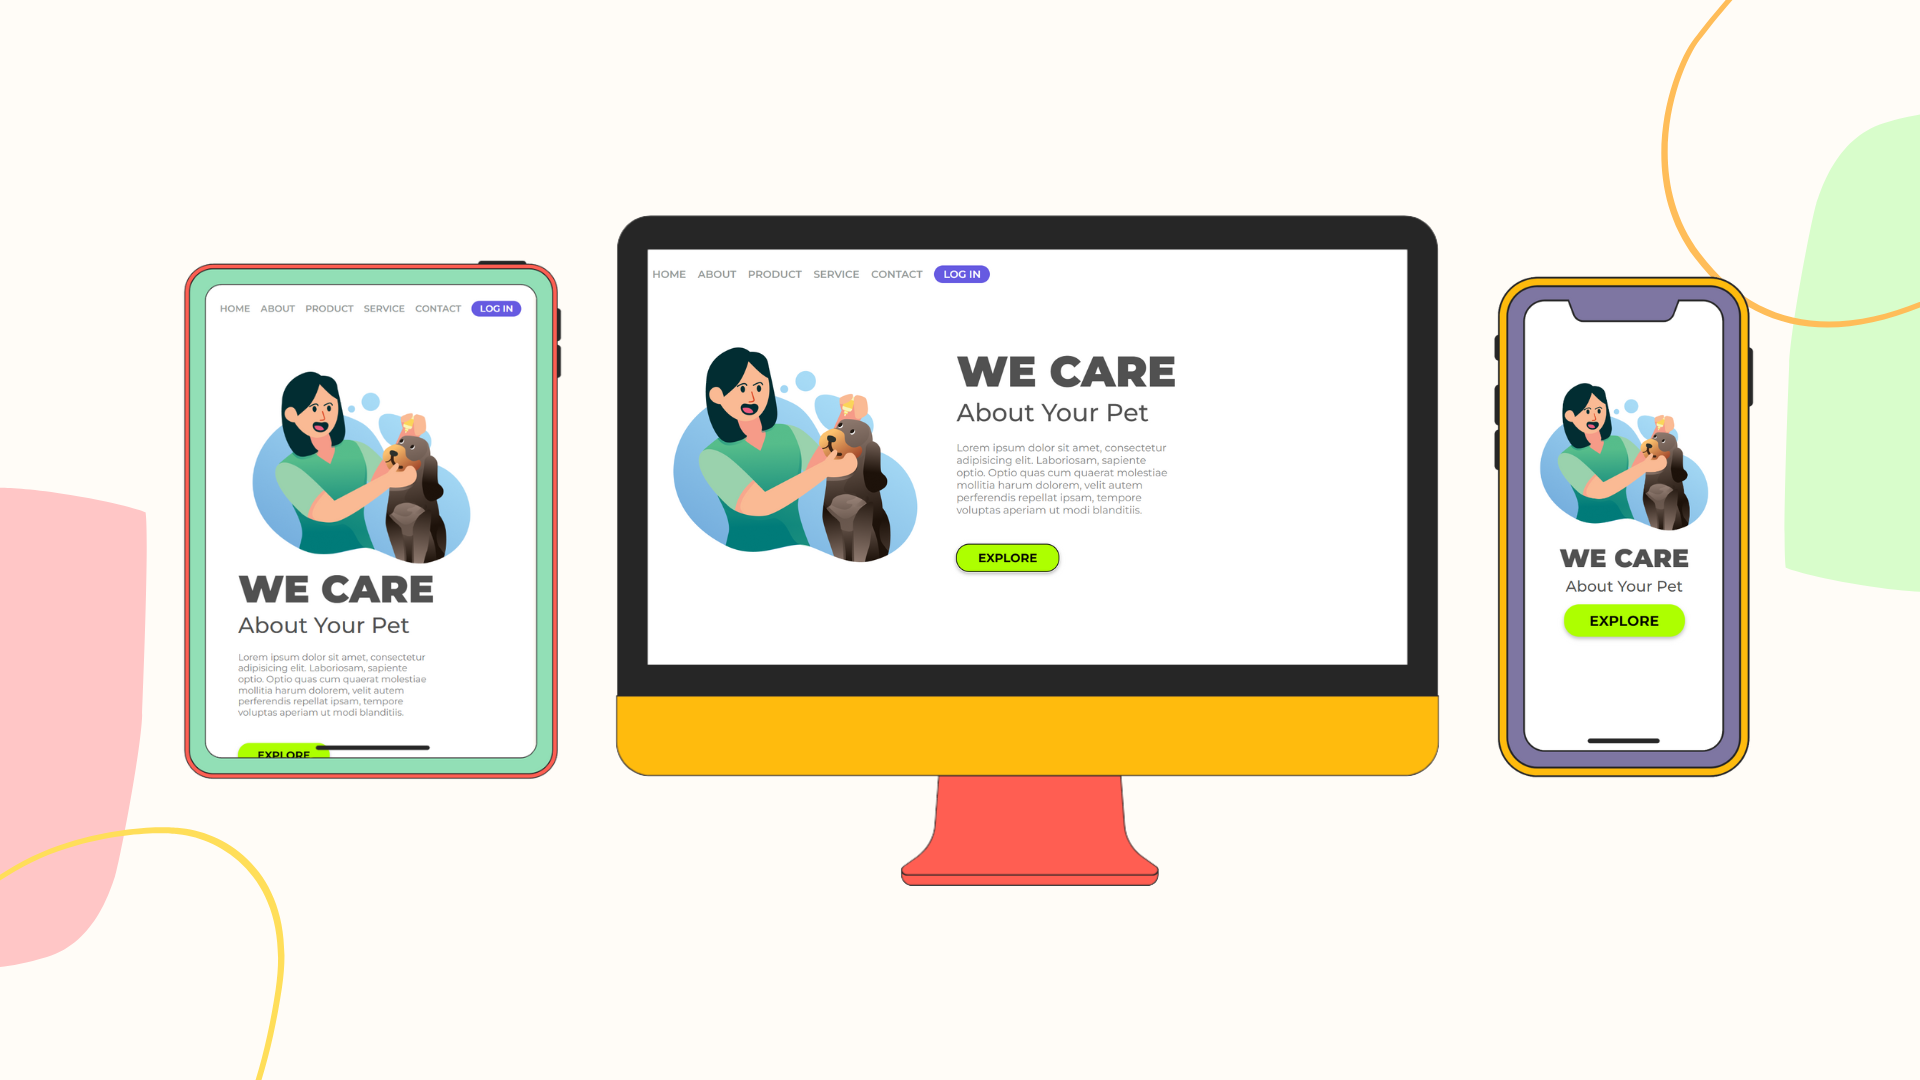 HOME ABOUT PRODUCT SERVICE CONTACT LOG IN
WE CARE
About Your Pet
Lorem ipsum dolor sit amet, consectetur
adipisicing elit. Laboriosam, sapiente
optio. Optio quas cum quaerat molestiae
mollitia harum dolorem, velit autem
perferendis repellat ipsam, tempore
voluptas aperiam ut modi blanditiis.
EXPLORE
HOME ABOUT PRODUCT SERVICE CONTACT LOG IN
WE CARE
About Your Pet
Lorem ipsum dolor sit amet, consectetur
adipisicing elit. Laboriosam, sapiente
optio. Optio quas cum quaerat molestiae
mollitia harum dolorem, velit autem
perferendis repellat ipsam, tempore
voluptas aperiam ut modi blanditiis.
EXPLORE
WE CARE
About Your Pet
EXPLORE